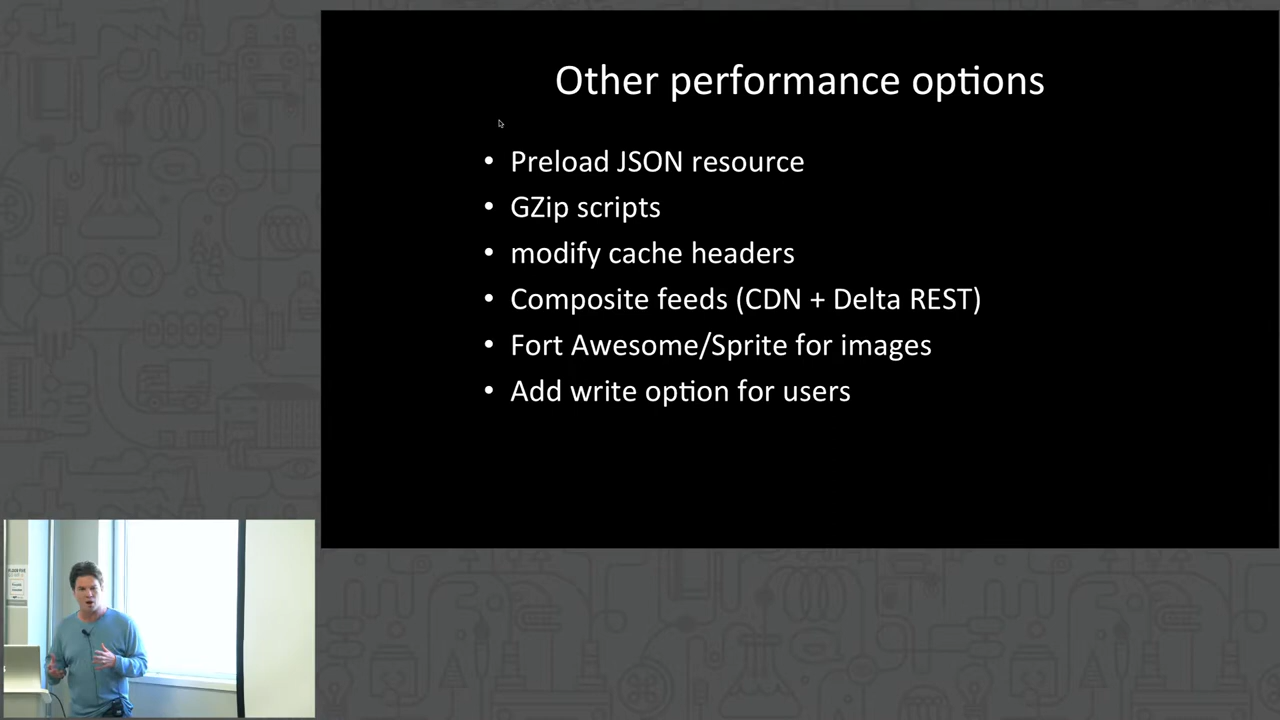 Other performance options
• Preload JSON resource
• GZip scripts
• modify cache headers
• Composite feeds (CDN + Delta REST)
• Fort Awesome/Sprite for images
• Add write option for users